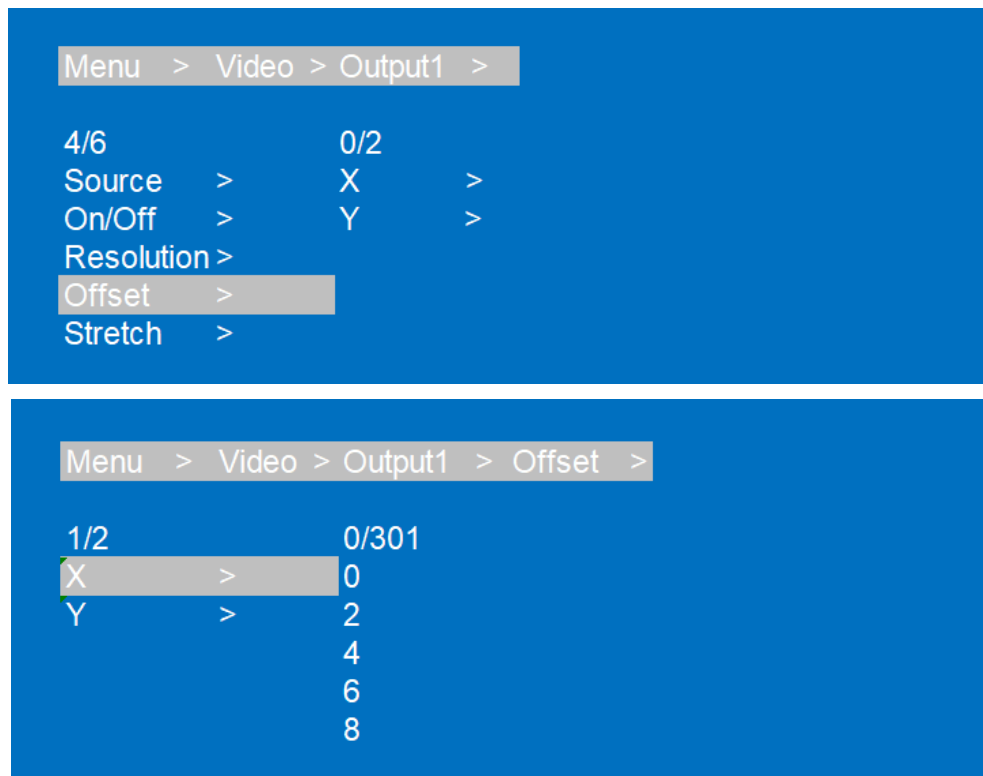 Menu > Video > Output1 >
4/6 0/2
Source > X >
On/Off > Y >
Resolution >
Offset >
Stretch >
Menu > Video > Output1 > Offset >
1/2 0/301
X > 0
Y > 2
4
6
8